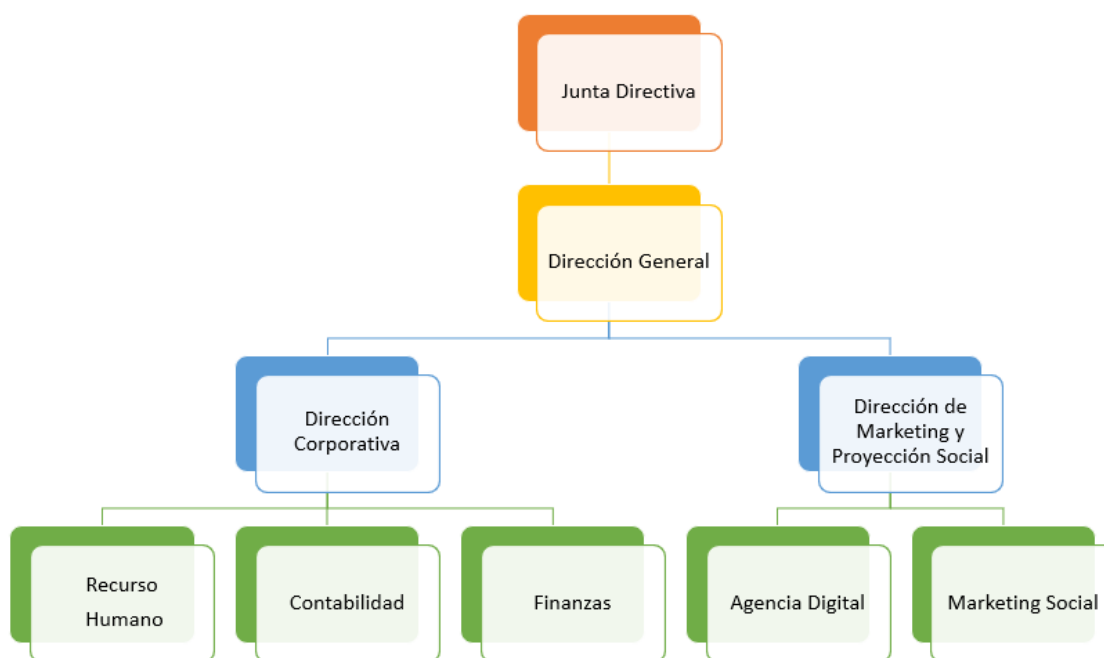 Junta Directiva
Dirección General
Dirección
Corporativa
Dirección de
Marketing y
Proyección Social
Recurso
Humano
Contabilidad
Finanzas
Agencia Digital
Marketing Social